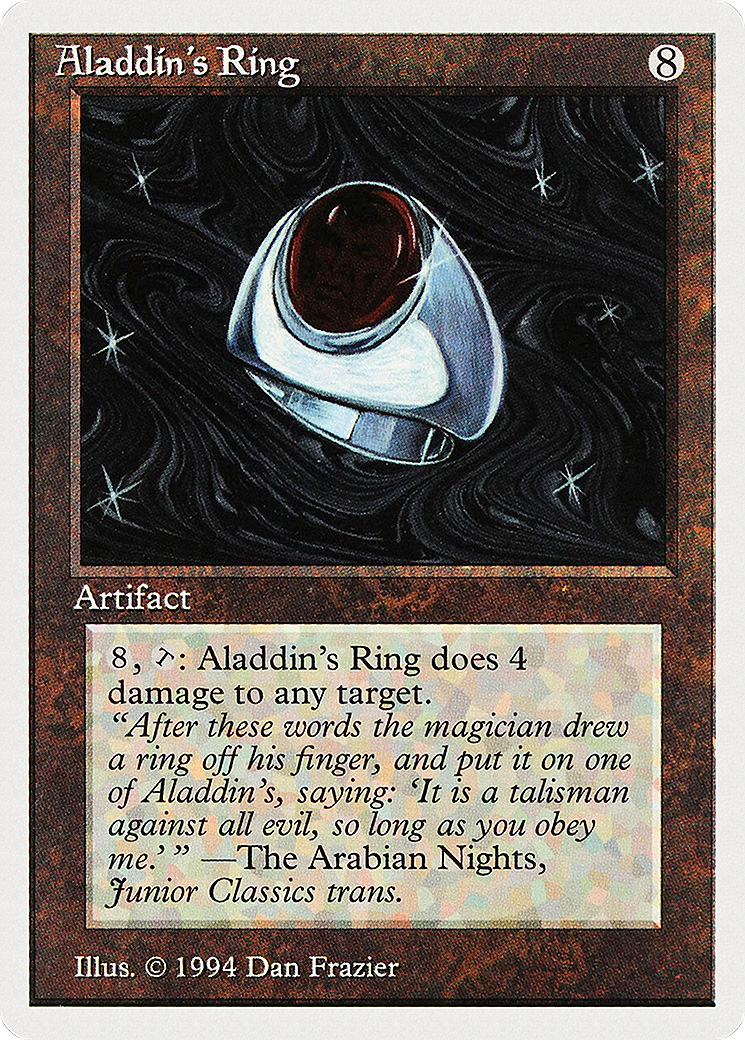 Aladdin's Ring
8
Artifact
8, T: Aladdin's Ring does 4
damage to any target.
"After these words the magician drew
a ring off his finger, and put it on one
of Aladdin's, saying: 'It is a talisman
against all evil, so long as you obey
me.' " —The Arabian Nights,
Junior Classics trans.
Illus. © 1994 Dan Frazier